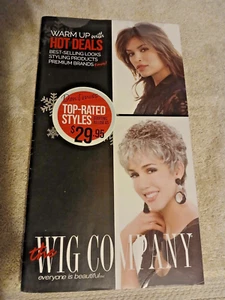 WARM UP with
HOT DEALS
BEST-SELLING LOOKS
STYLING PRODUCTS
PREMIUM BRANDS
TOP-RATED
STYLES
$29.95
the
WIG COMPANY
everyone is beautiful...